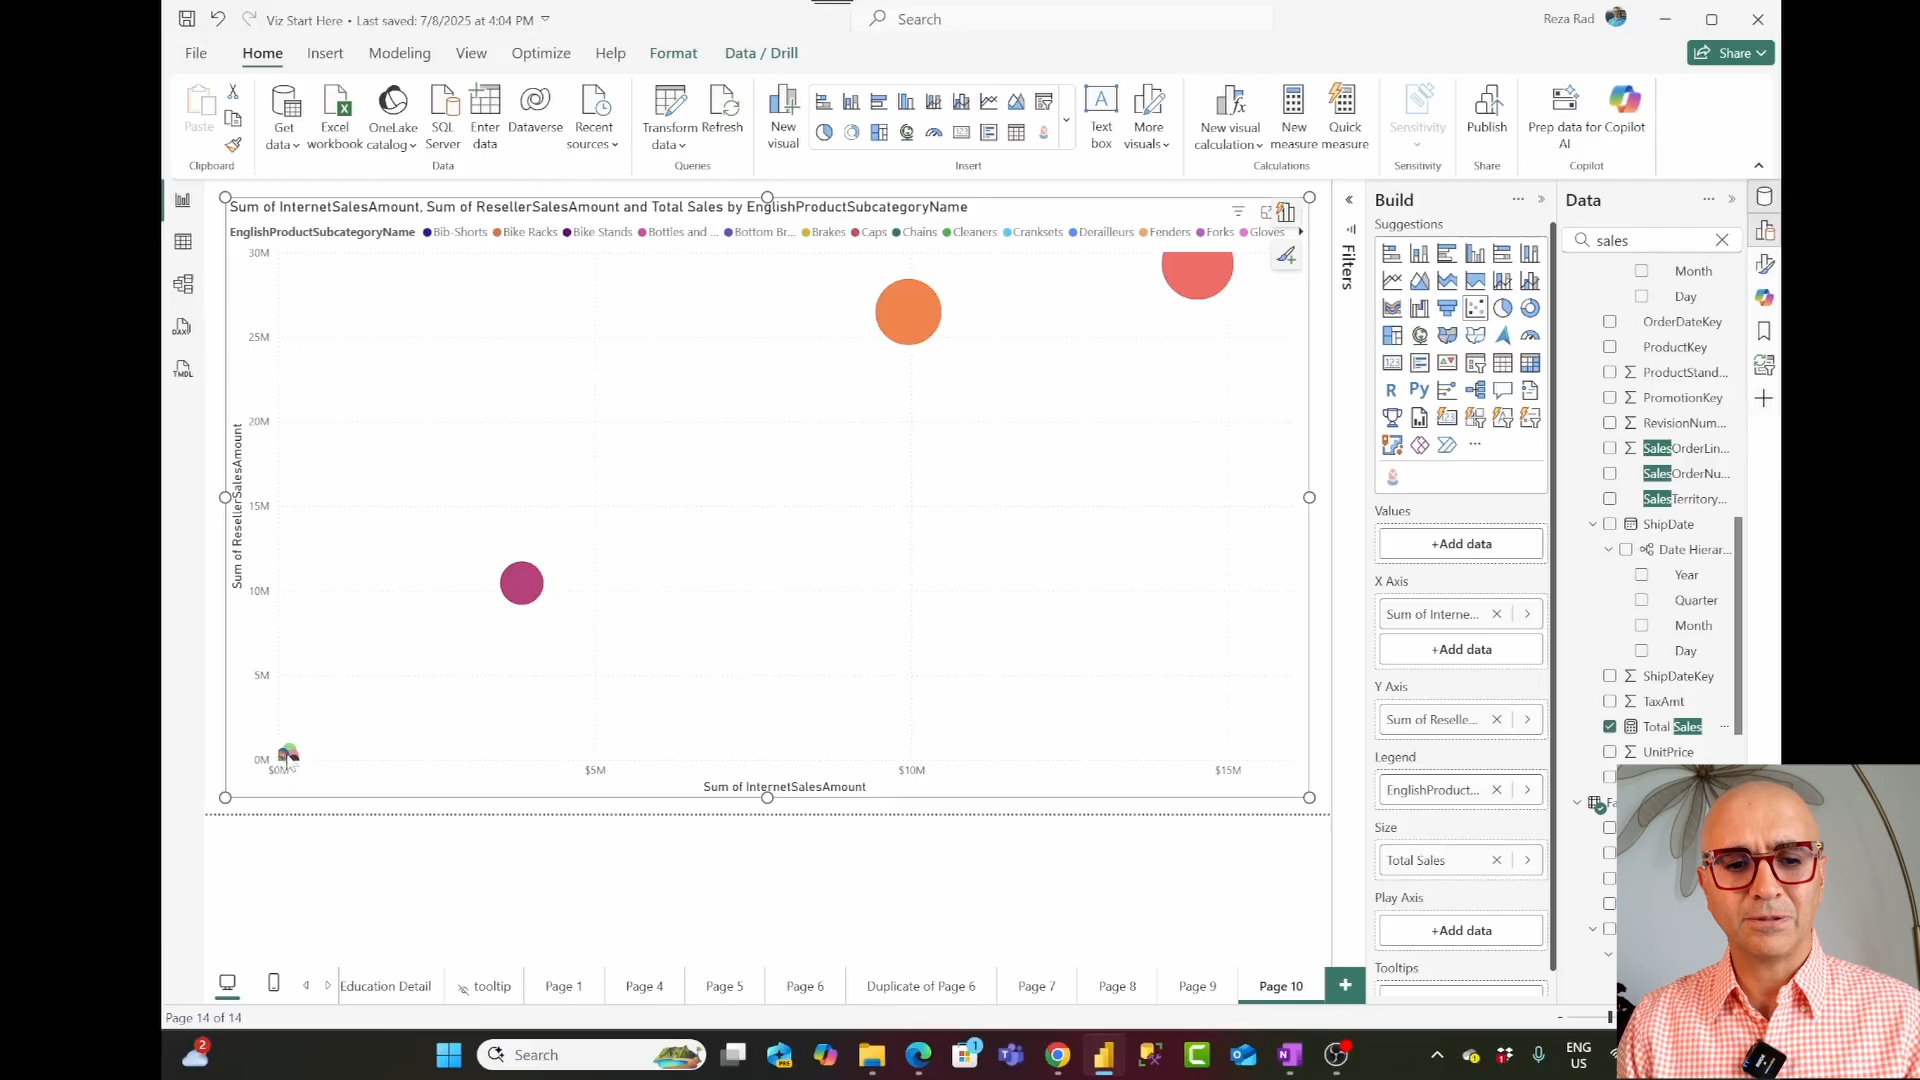 Viz Start Here • Last saved: 7/8/2025 at 4:04 PM
Search
Reza Rad
File
Home
Insert
Modeling
View
Optimize
Help
Format
Data / Drill
Share
Paste
Get data
Excel workbook
OneLake catalog
SQL Server
Enter data
Dataverse
Recent sources
Transform data
Refresh
New visual
Text box
More visuals
New visual calculation
New measure
Quick measure
Sensitivity
Publish
Prep data for AI
Copilot
Clipboard
Data
Queries
Insert
Calculations
Sensitivity
Share
Copilot
Sum of InternetSalesAmount, Sum of ResellerSalesAmount and Total Sales by EnglishProductSubcategoryName
EnglishProductSubcategoryName Bib-Shorts Bike Racks Bike Stands Bottles and ... Bottom Br... Brakes Caps Chains Cleaners Cranksets Derailleurs Fenders Forks Gloves
30M
25M
20M
15M
10M
5M
0M
Sum of ResellerSalesAmount
$0M
$5M
$10M
$15M
Sum of InternetSalesAmount
Filters
Build
Suggestions
R
Py
123
Values
+Add data
X Axis
Sum of Interne...
+Add data
Y Axis
Sum of Reselle...
Legend
EnglishProduct...
Size
Total Sales
Play Axis
+Add data
Tooltips
Data
sales
Month
Day
OrderDateKey
ProductKey
ProductStand...
PromotionKey
RevisionNum...
SalesOrderLin...
SalesOrderNu...
SalesTerritory...
ShipDate
Date Hierar...
Year
Quarter
Month
Day
ShipDateKey
TaxAmt
Total Sales
UnitPrice
DAX
TMDL
Education Detail
tooltip
Page 1
Page 4
Page 5
Page 6
Duplicate of Page 6
Page 7
Page 8
Page 9
Page 10
Page 14 of 14
2
Search
PRE
1
ENG
US